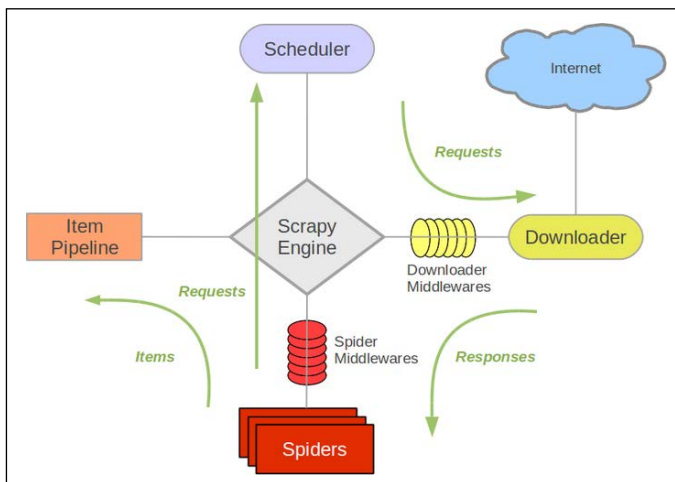 Scheduler
Internet
Requests
Item
Pipeline
Scrapy
Engine
Downloader
Downloader
Middlewares
Requests
Items
Spider
Middlewares
Responses
Spiders